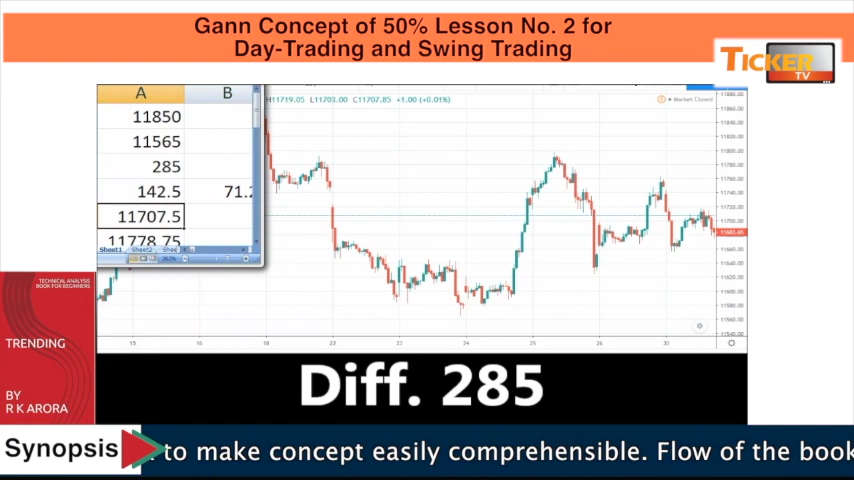 Gann Concept of 50% Lesson No. 2 for
Day-Trading and Swing Trading
TICKER
TV
A B
11850
11565
285
142.5
11707.5
11778.75
Sheet1 Sheet2
H11719.05 L11703.00 C11707.85 +1.00 (+0.01%)
Market Closed
11880.00
11860.00
11840.00
11820.00
11800.00
11780.00
11760.00
11740.00
11720.00
11700.00
11660.00
11640.00
11620.00
11600.00
11580.00
11560.00
15 16 18 22 23 24 25 26 30
TECHNICAL ANALYSIS
BOOK FOR BEGINNERS
TRENDING
BY
R K ARORA
Diff. 285
Synopsis
to make concept easily comprehensible. Flow of the book